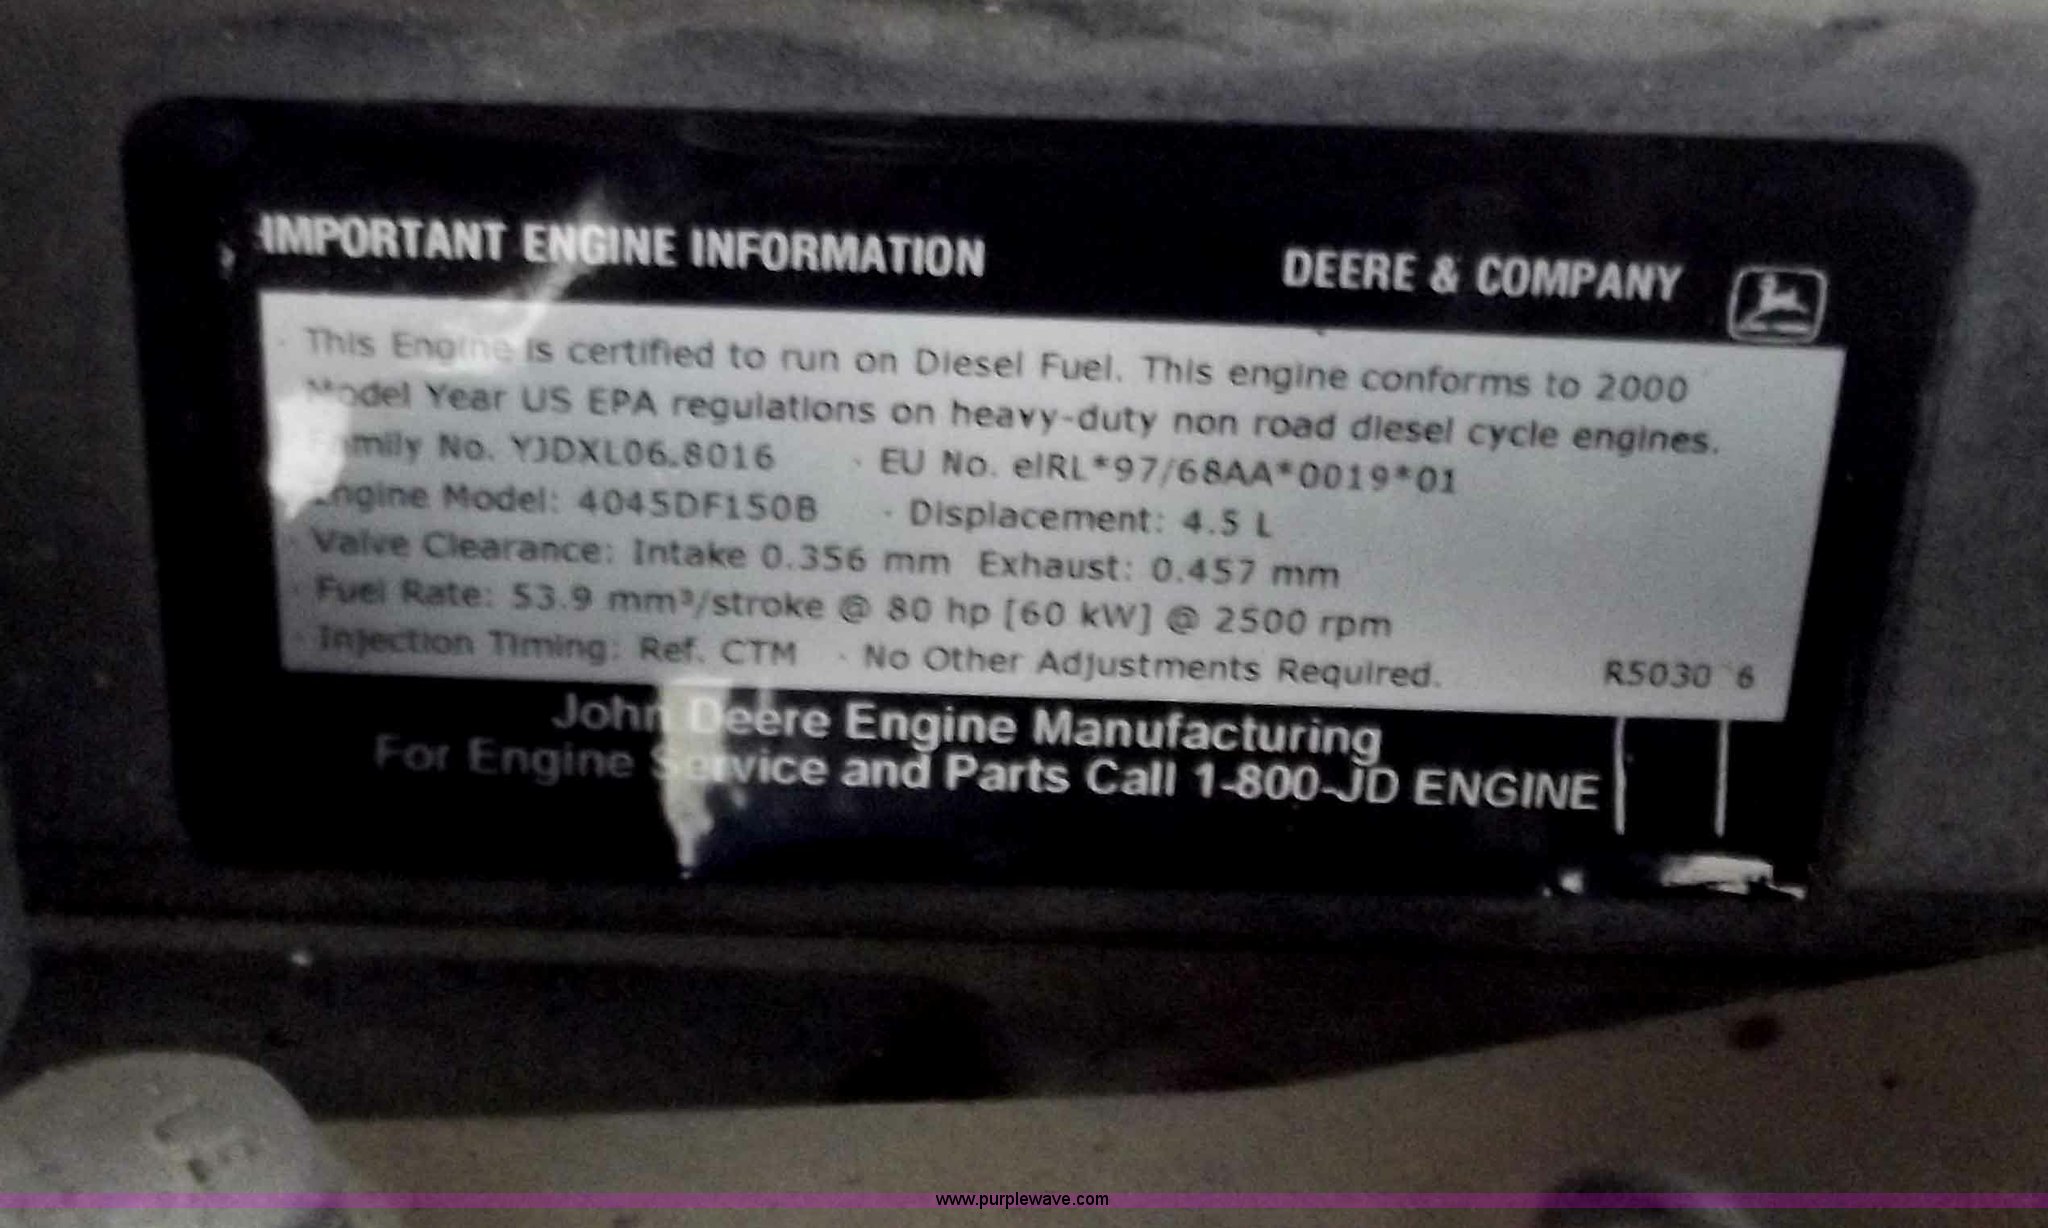 IMPORTANT ENGINE INFORMATION DEERE & COMPANY
This Engine is certified to run on Diesel Fuel. This engine conforms to 2000
Model Year US EPA regulations on heavy-duty non road diesel cycle engines.
Family No. YJDXL06.8016 · EU No. eIRL*97/68AA*0019*01
Engine Model: 4045DF150B · Displacement: 4.5 L
Valve Clearance: Intake 0.356 mm Exhaust: 0.457 mm
Fuel Rate: 53.9 mm³/stroke @ 80 hp [60 kW] @ 2500 rpm
Injection Timing: Ref. CTM · No Other Adjustments Required.
John Deere Engine Manufacturing
For Engine Service and Parts Call 1-800-JD ENGINE
www.purplewave.com